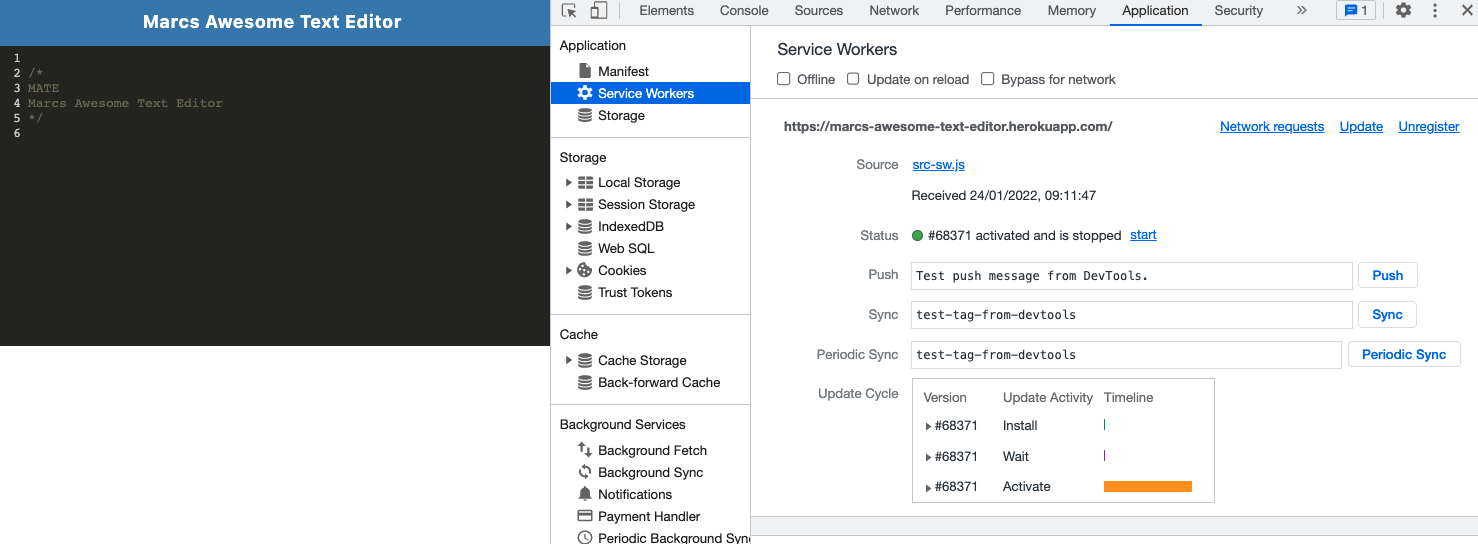 Marcs Awesome Text Editor
1
2 /*
3 MATE
4 Marcs Awesome Text Editor
5 */
6
Elements Console Sources Network Performance Memory Application Security » 1
Application
Manifest
Service Workers
Storage
Storage
Local Storage
Session Storage
IndexedDB
Web SQL
Cookies
Trust Tokens
Cache
Cache Storage
Back-forward Cache
Background Services
Background Fetch
Background Sync
Notifications
Payment Handler
Periodic Background Syn
Service Workers
Offline Update on reload Bypass for network
https://marcs-awesome-text-editor.herokuapp.com/ Network requests Update Unregister
Source src-sw.js
Received 24/01/2022, 09:11:47
Status #68371 activated and is stopped start
Push Test push message from DevTools. Push
Sync test-tag-from-devtools Sync
Periodic Sync test-tag-from-devtools Periodic Sync
Update Cycle
Version Update Activity Timeline
#68371 Install
#68371 Wait
#68371 Activate